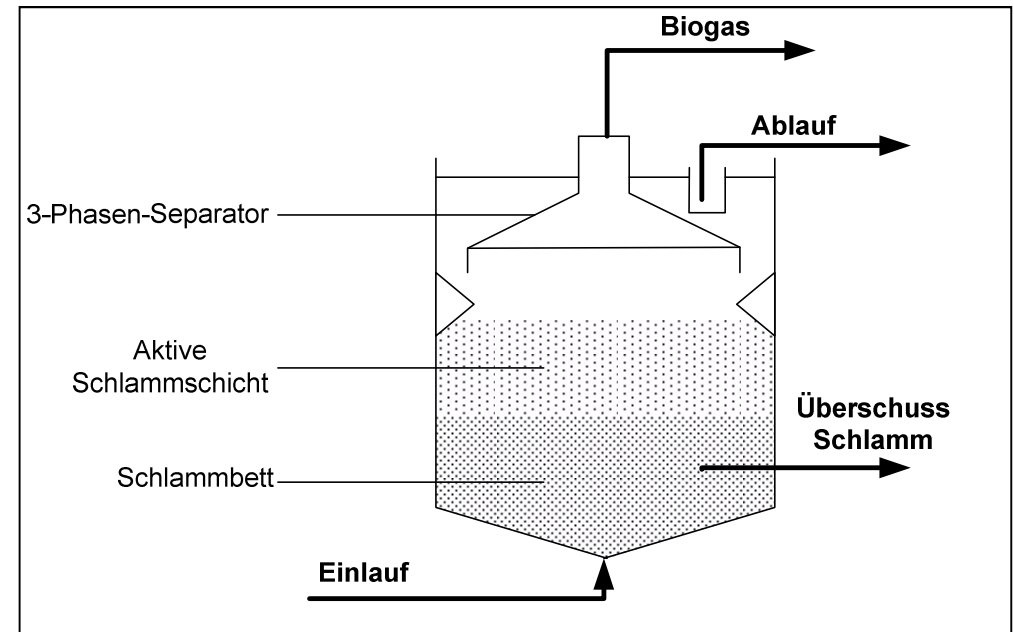 Biogas
Ablauf
3-Phasen-Separator
Aktive
Schlammschicht
Überschuss
Schlamm
Schlammbett
Einlauf